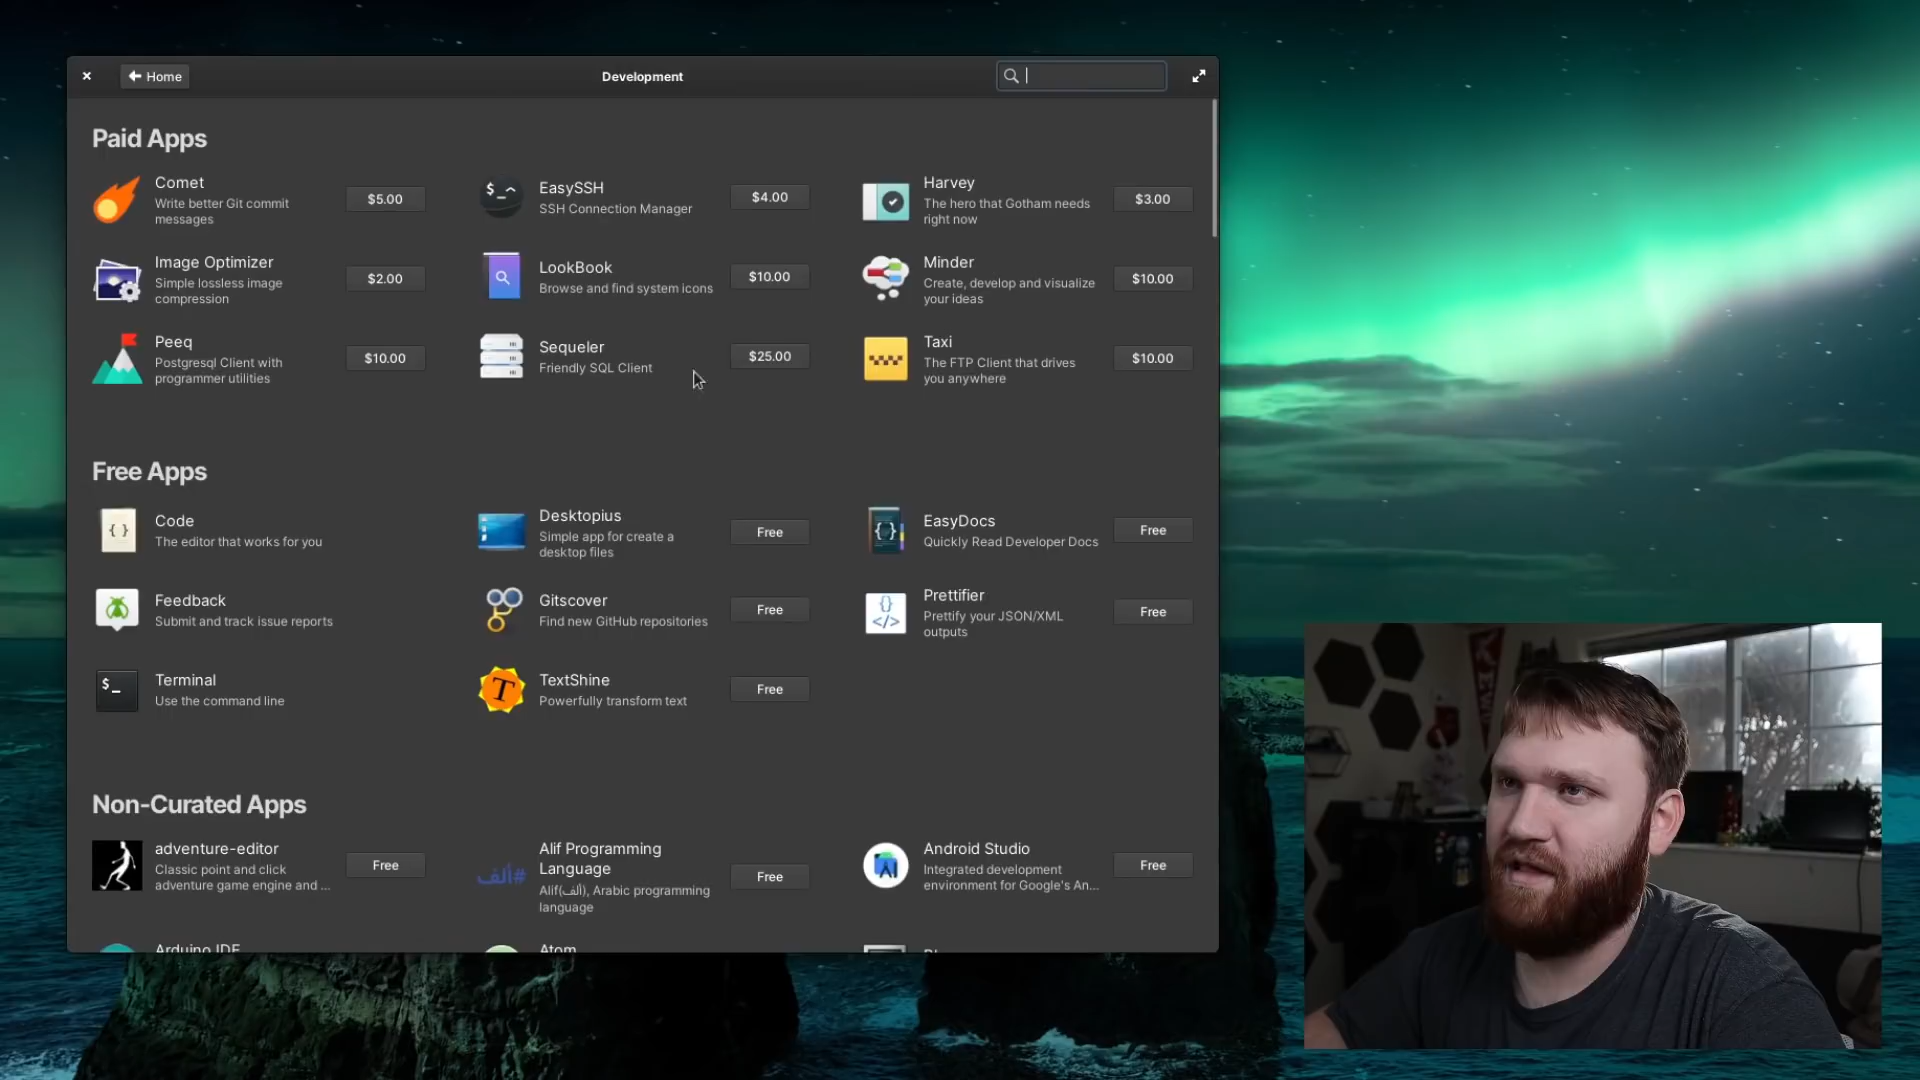 Home
Development
Paid Apps
Comet
Write better Git commit
messages
$5.00
EasySSH
SSH Connection Manager
$4.00
Harvey
The hero that Gotham needs
right now
$3.00
Image Optimizer
Simple lossless image
compression
$2.00
LookBook
Browse and find system icons
$10.00
Minder
Create, develop and visualize
your ideas
$10.00
Peeq
Postgresql Client with
programmer utilities
$10.00
Sequeler
Friendly SQL Client
$25.00
Taxi
The FTP Client that drives
you anywhere
$10.00
Free Apps
Code
The editor that works for you
Desktopius
Simple app for create a
desktop files
Free
EasyDocs
Quickly Read Developer Docs
Free
Feedback
Submit and track issue reports
Gitscover
Find new GitHub repositories
Free
Prettifier
Prettify your JSON/XML
outputs
Free
Terminal
Use the command line
TextShine
Powerfully transform text
Free
Non-Curated Apps
adventure-editor
Classic point and click
adventure game engine and ...
Free
#ألف
Alif Programming
Language
Alif(ألف), Arabic programming
language
Free
Android Studio
Integrated development
environment for Google's An...
Free
Arduino IDE
Atom